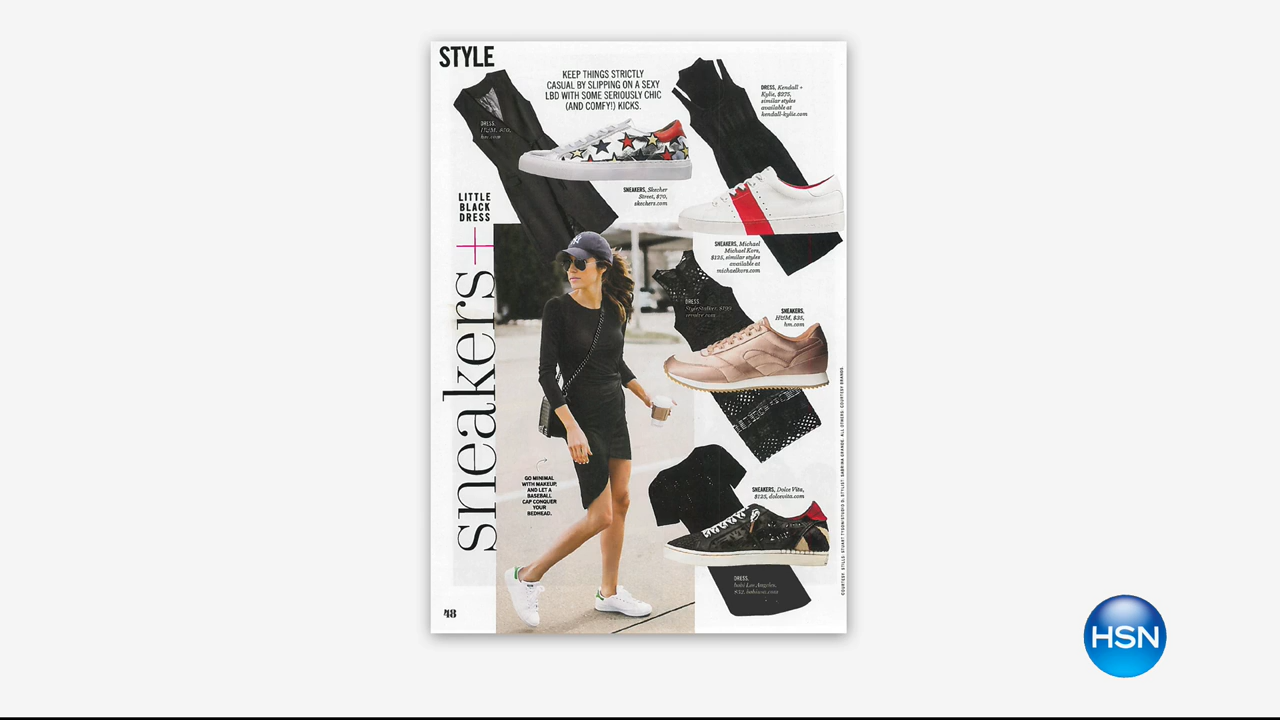 STYLE
KEEP THINGS STRICTLY
CASUAL BY SLIPPING ON A SEXY
LBD WITH SOME SERIOUSLY CHIC
(AND COMFY!) KICKS.
DRESS, Kendall +
Kylie, $275,
similar styles
available at
kendall-kylie.com
DRESS,
H&M,
hm.com
SNEAKERS, Skecher
Street, $70,
skechers.com
LITTLE
BLACK
DRESS
+
sneakers
SNEAKERS, Michael
Michael Kors,
$125, similar styles
available at
michaelkors.com
DRESS
SNEAKERS,
H&M, $35,
hm.com
GO MINIMAL
WITH MAKEUP,
AND LET A
BASEBALL
CAP CONQUER
YOUR
BEDHEAD.
SNEAKERS, Dolce Vita,
$125, dolcevita.com
DRESS,
48
HSN